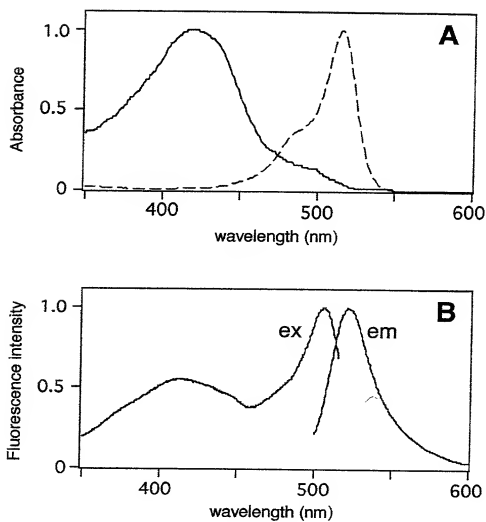 A
1.0
0.5
0
Absorbance
400
500
600
wavelength (nm)
B
1.0
0.5
0
Fluorescence intensity
ex
em
400
500
600
wavelength (nm)